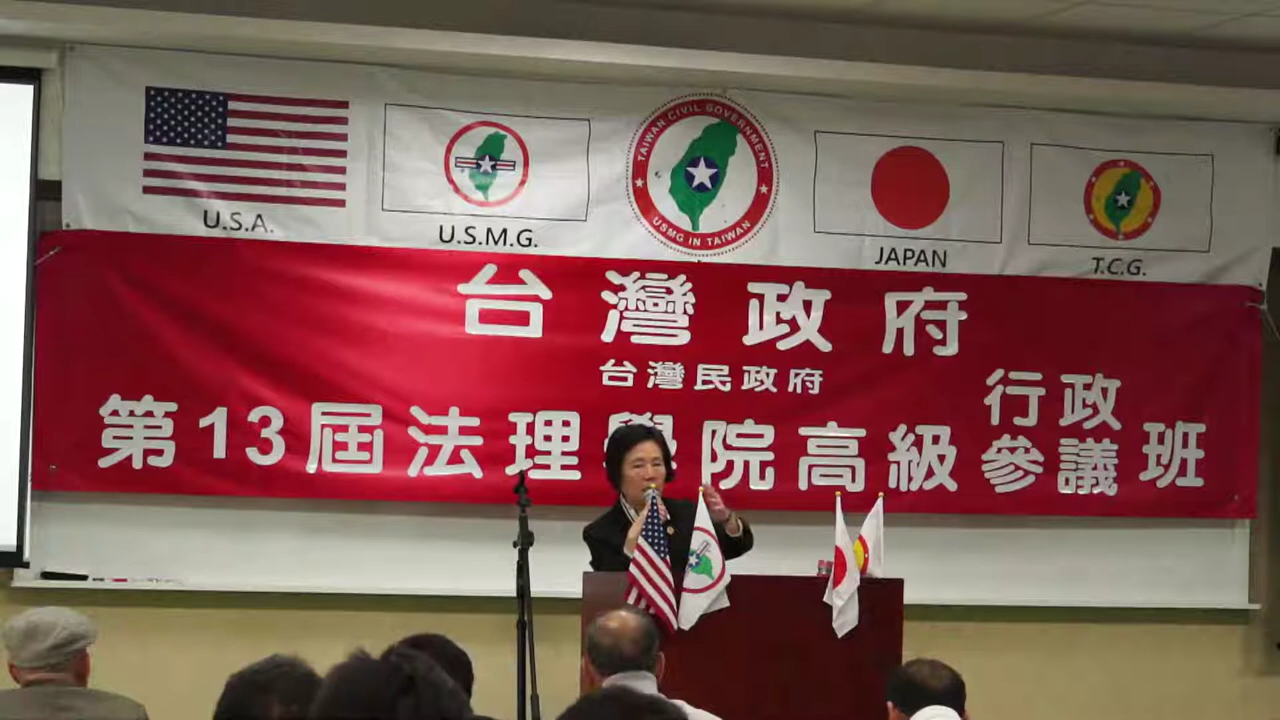 U.S.A.
U.S.M.G.
TAIWAN CIVIL GOVERNMENT
USMG IN TAIWAN
JAPAN
T.C.G.
台灣政府
台灣民政府
行政
第13屆法理學院高級參議班